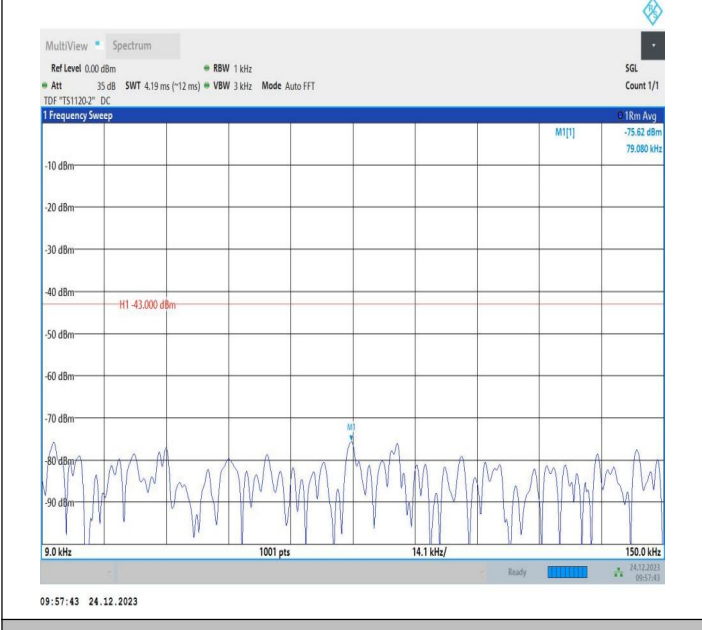 MultiView Spectrum
Ref Level 0.00 dBm RBW 1 kHz SGL
Att 35 dB SWT 4.19 ms (~12 ms) VBW 3 kHz Mode Auto FFT Count 1/1
TDF "TS1120-2" DC
1 Frequency Sweep 1Rm Avg
M1[1] -75.62 dBm
79.080 kHz
-10 dBm
-20 dBm
-30 dBm
-40 dBm
H1 -43.000 dBm
-50 dBm
-60 dBm
-70 dBm
M1
-80 dBm
-90 dBm
9.0 kHz 1001 pts 14.1 kHz/ 150.0 kHz
Ready 24.12.2023
09:57:43
09:57:43 24.12.2023